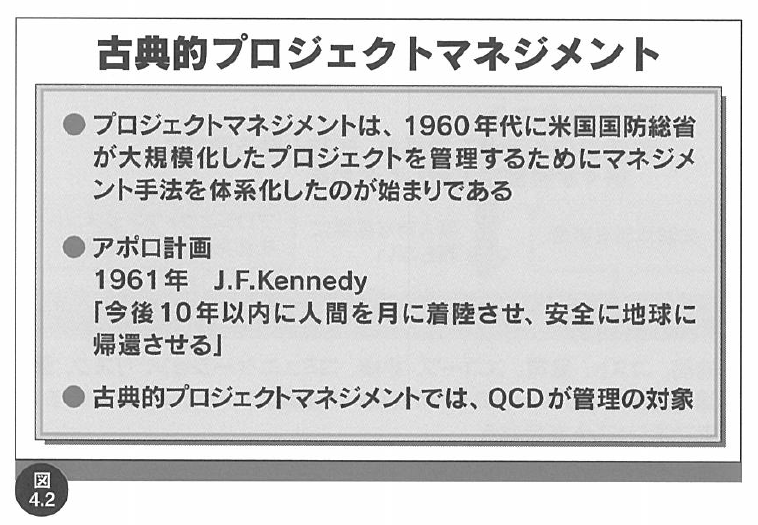 古典的プロジェクトマネジメント
●プロジェクトマネジメントは、1960年代に米国国防総省
が大規模化したプロジェクトを管理するためにマネジメ
ント手法を体系化したのが始まりである
●アポロ計画
1961年　J.F.Kennedy
「今後10年以内に人間を月に着陸させ、安全に地球に
帰還させる」
●古典的プロジェクトマネジメントでは、QCDが管理の対象
図
4.2